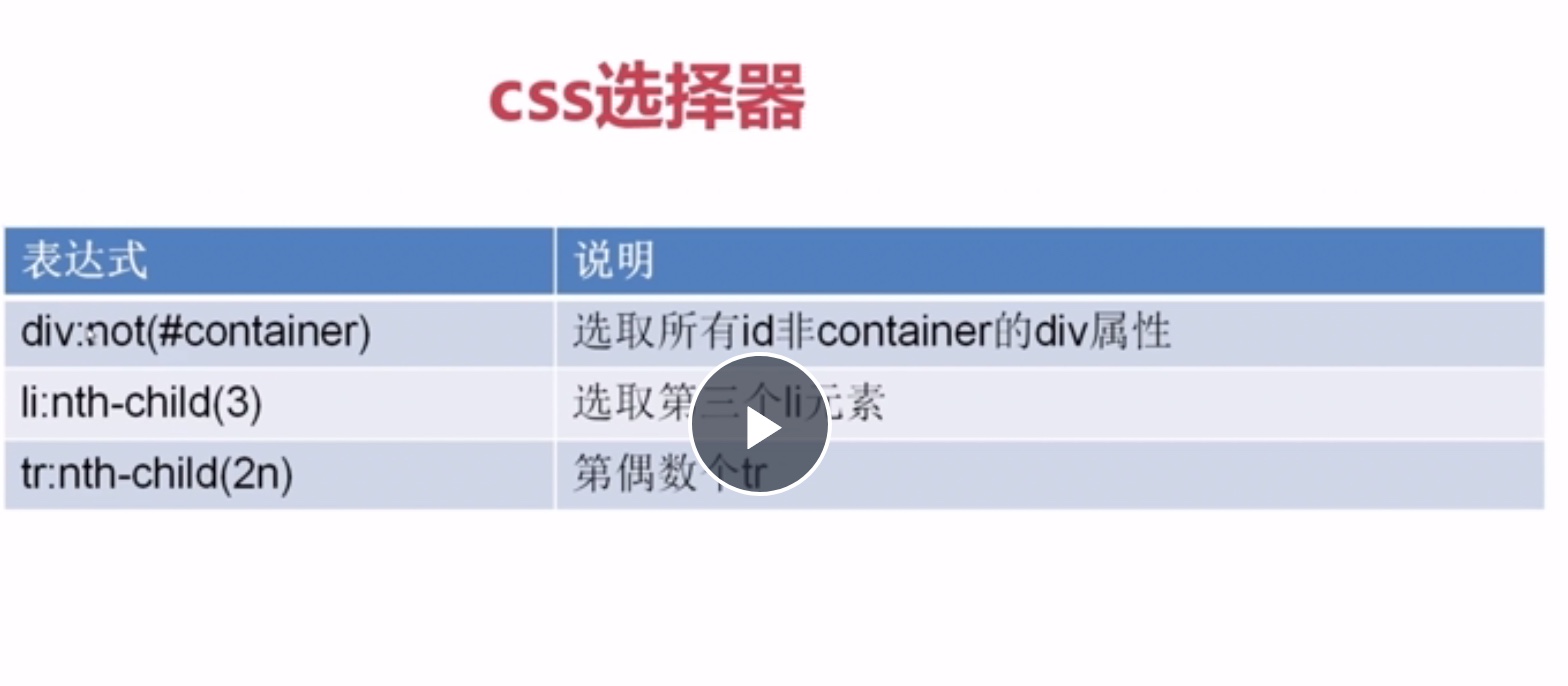 css选择器
表达式 说明
div:not(#container) 选取所有id非container的div属性
li:nth-child(3) 选取第三个li元素
tr:nth-child(2n) 第偶数个tr